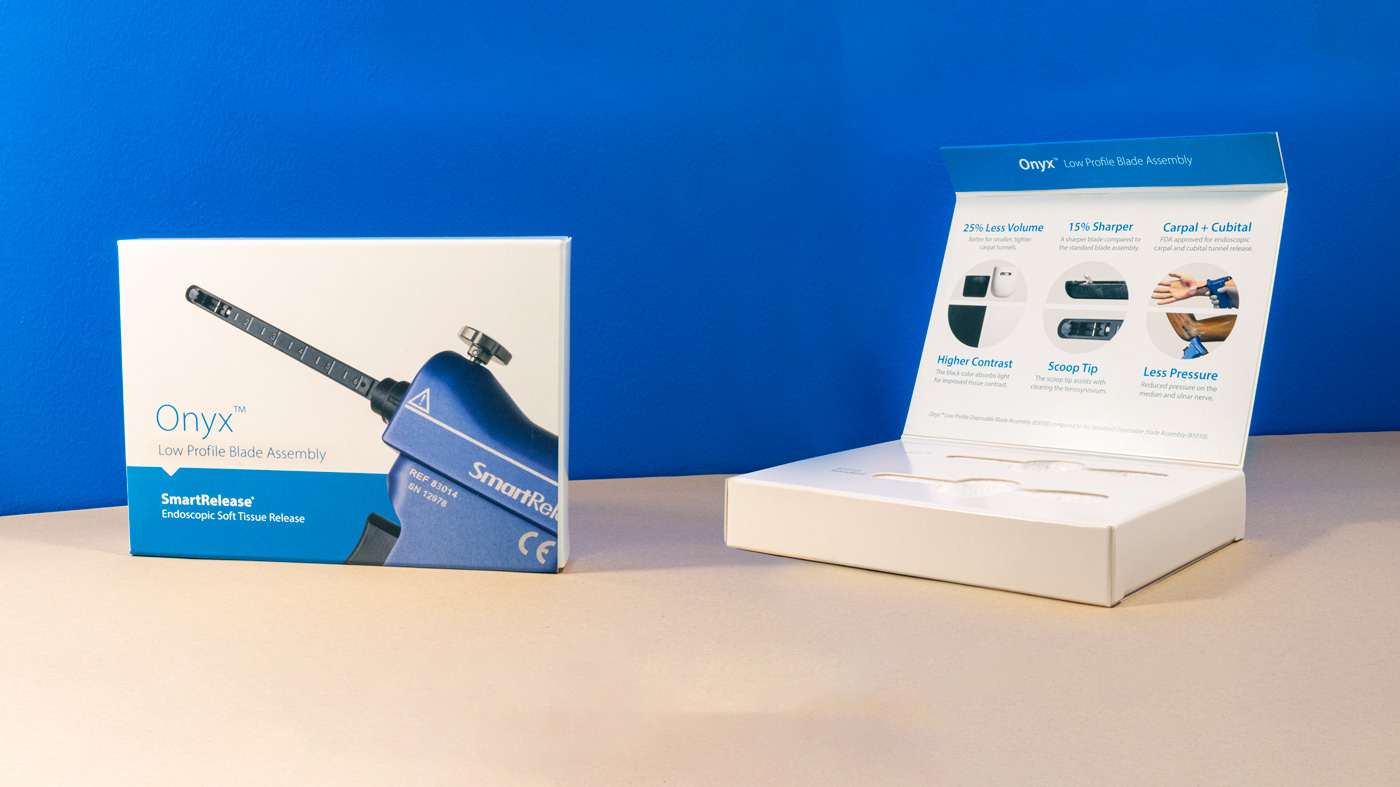 Onyx™
Low Profile Blade Assembly
SmartRelease®
Endoscopic Soft Tissue Release
REF 83014
SN 12978
SmartRel
CE
Onyx™ Low Profile Blade Assembly
25% Less Volume
Better for smaller, tighter
carpal tunnels.
15% Sharper
A sharper blade compared to
the standard blade assembly.
Carpal + Cubital
FDA approved for endoscopic
carpal and cubital tunnel release.
Higher Contrast
The black color absorbs light
for improved tissue contrast.
Scoop Tip
The scoop tip assists with
clearing the tenosynovium.
Less Pressure
Reduced pressure on the
median and ulnar nerve.
Onyx™ Low Profile Disposable Blade Assembly (83010) compared to the standard Disposable Blade Assembly (81010).